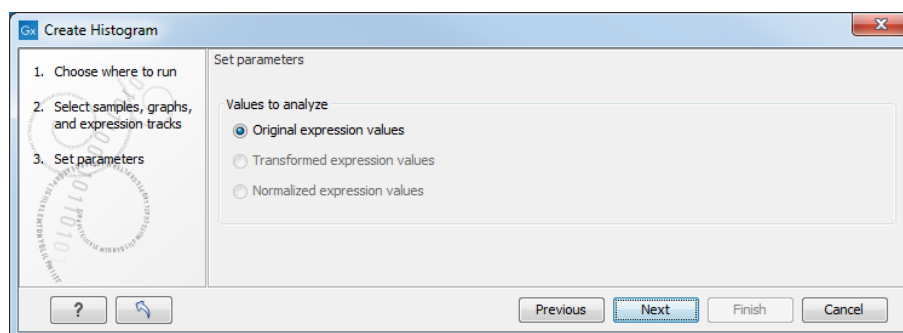 Gx Create Histogram
1. Choose where to run
2. Select samples, graphs,
and expression tracks
3. Set parameters
Set parameters
Values to analyze
Original expression values
Transformed expression values
Normalized expression values
? Previous Next Finish Cancel